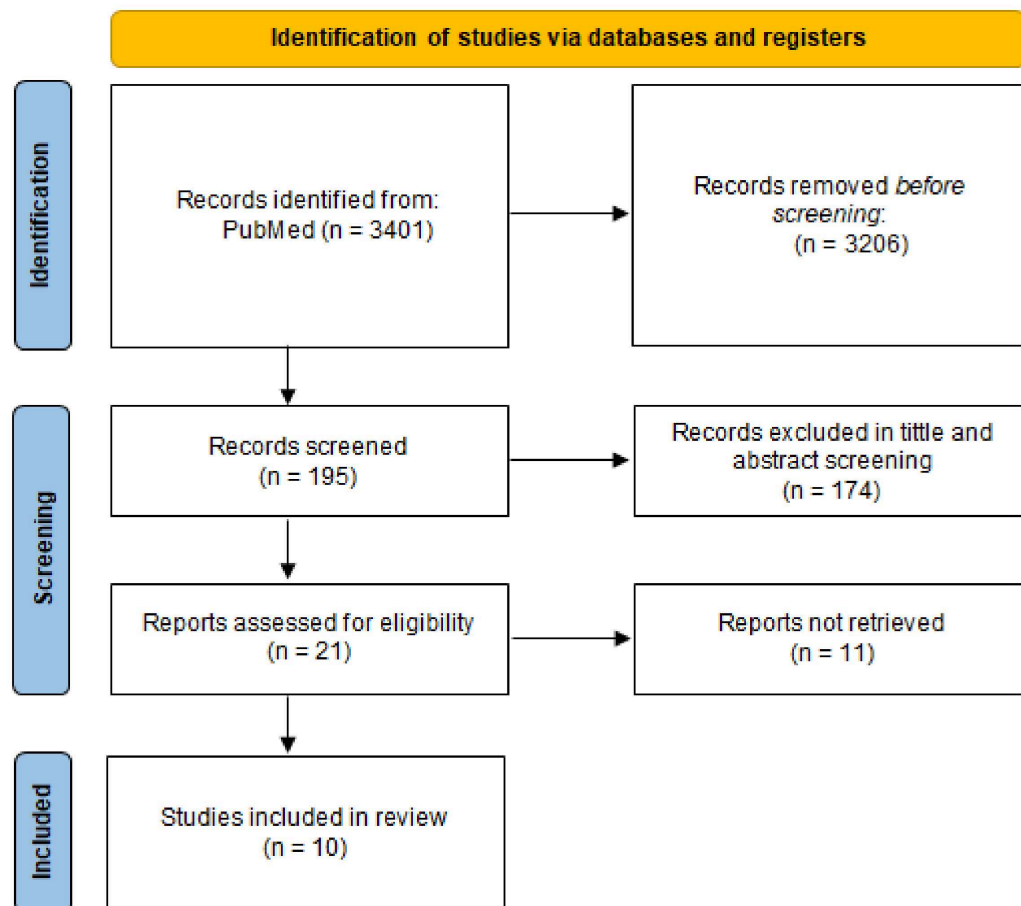 Identification of studies via databases and registers
Identification
Records identified from:
PubMed (n = 3401)
Records removed before
screening:
(n = 3206)
Screening
Records screened
(n = 195)
Records excluded in tittle and
abstract screening
(n = 174)
Reports assessed for eligibility
(n = 21)
Reports not retrieved
(n = 11)
Included
Studies included in review
(n = 10)